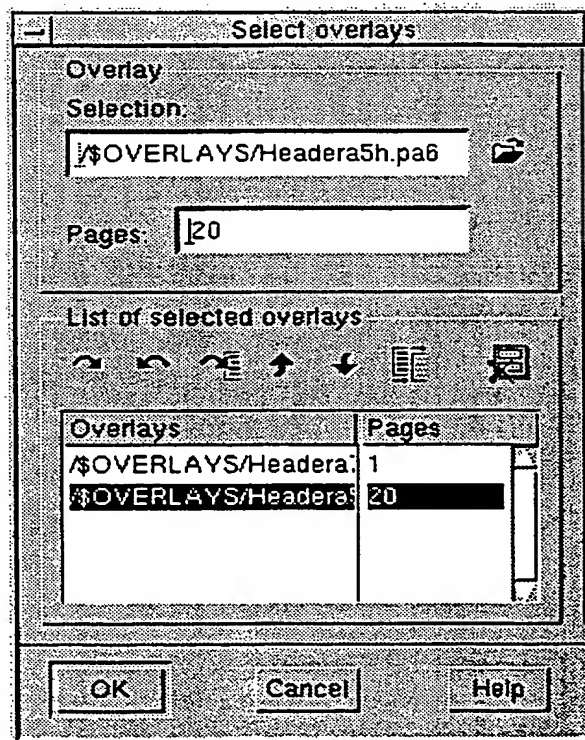 Select overlays
Overlay
Selection:
/$OVERLAYS/Headera5h.pa6
Pages: 20
List of selected overlays
Overlays Pages
/$OVERLAYS/Headera 1
/$OVERLAYS/Headera 20
OK Cancel Help